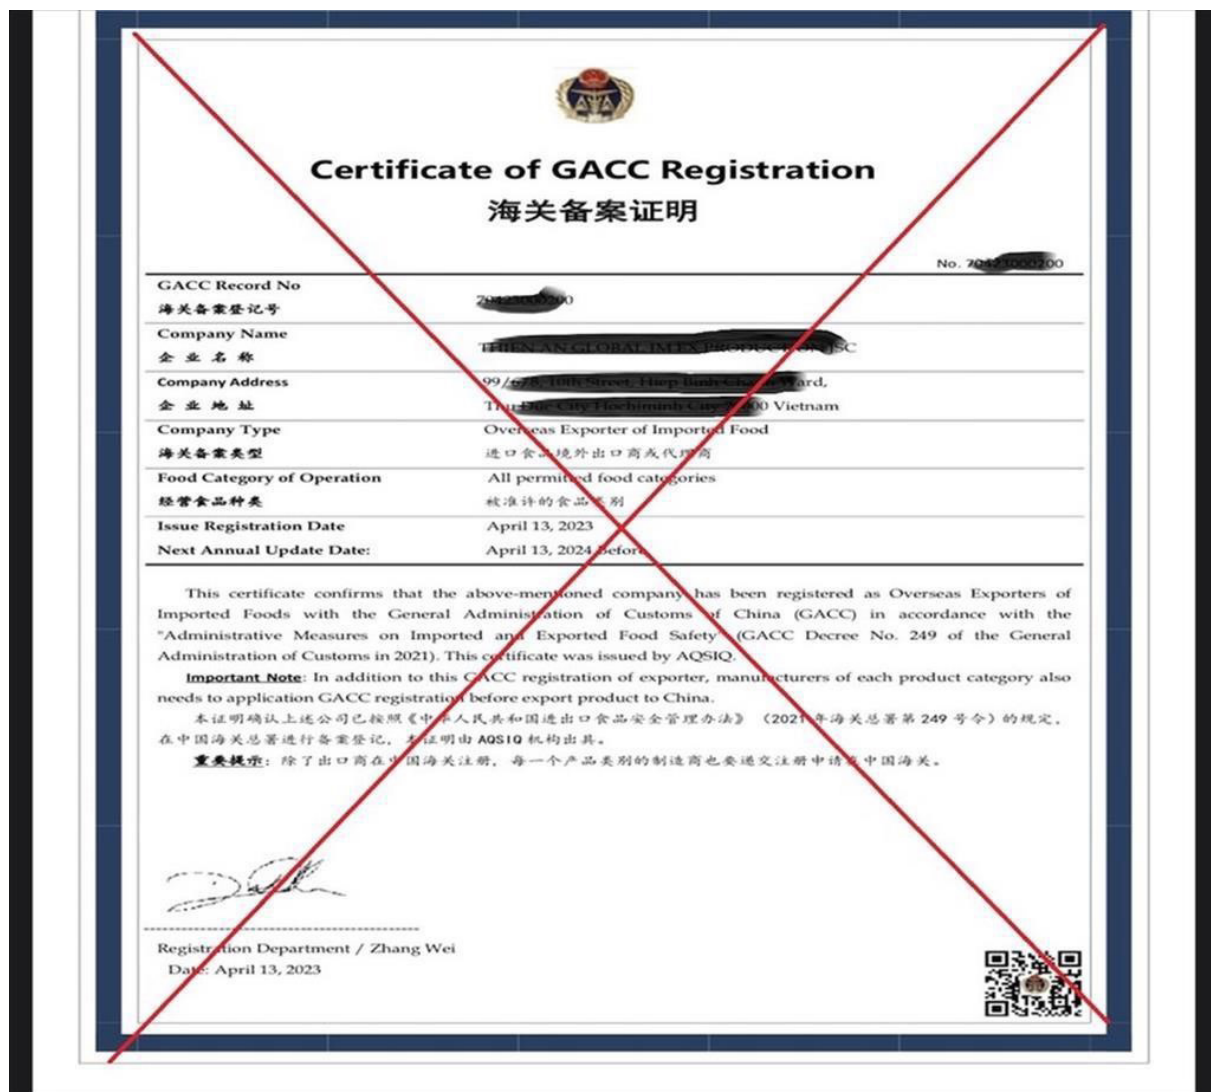 Certificate of GACC Registration
海关备案证明
No.
GACC Record No
海关备案登记号
Company Name
企业名称 JSC
Company Address Ward,
企业地址 Vietnam
Company Type Overseas Exporter of Imported Food
海关备案类型 进口食品境外出口商或代理商
Food Category of Operation All permitted food categories
经营食品种类 被准许的食品类别
Issue Registration Date April 13, 2023
Next Annual Update Date: April 13, 2024 Before
This certificate confirms that the above-mentioned company has been registered as Overseas Exporters of
Imported Foods with the General Administration of Customs of China (GACC) in accordance with the
"Administrative Measures on Imported and Exported Food Safety" (GACC Decree No. 249 of the General
Administration of Customs in 2021). This certificate was issued by AQSIQ.
Important Note: In addition to this GACC registration of exporter, manufacturers of each product category also
needs to application GACC registration before export product to China.
本证明确认上述公司已按照《中华人民共和国进出口食品安全管理办法》（2021年海关总署第 249 号令）的规定,
在中国海关总署进行备案登记, 本证明由 AQSIQ 机构出具。
重要提示: 除了出口商在中国海关注册, 每一个产品类别的制造商也要递交注册申请在中国海关。
Registration Department / Zhang Wei
Date: April 13, 2023